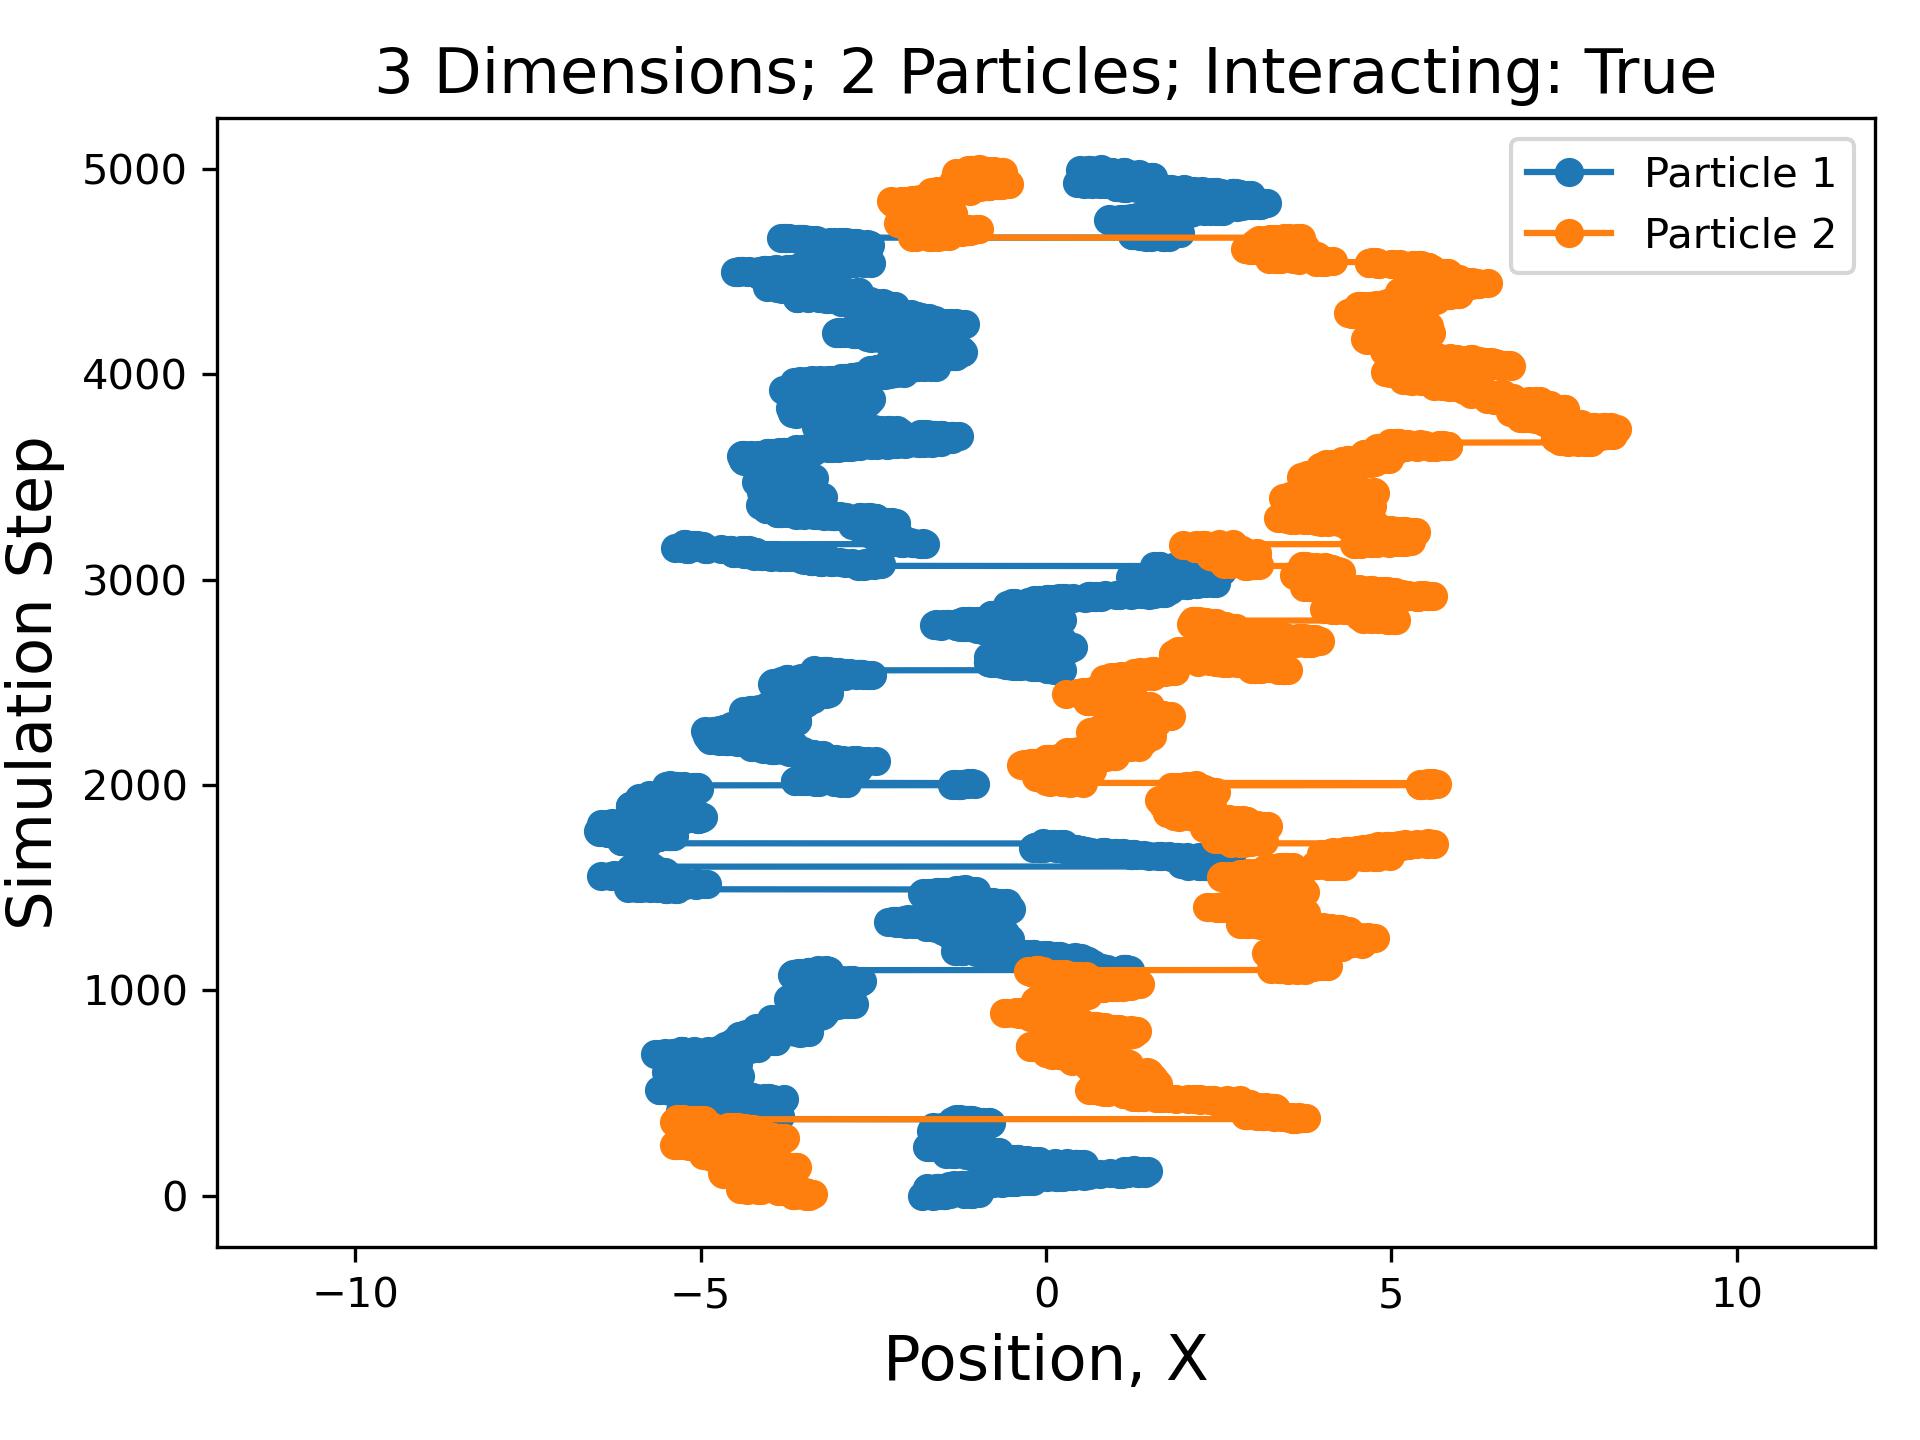 3 Dimensions; 2 Particles; Interacting: True
Particle 1
Particle 2
5000
4000
3000
2000
1000
0
Simulation Step
−10
−5
0
5
10
Position, X